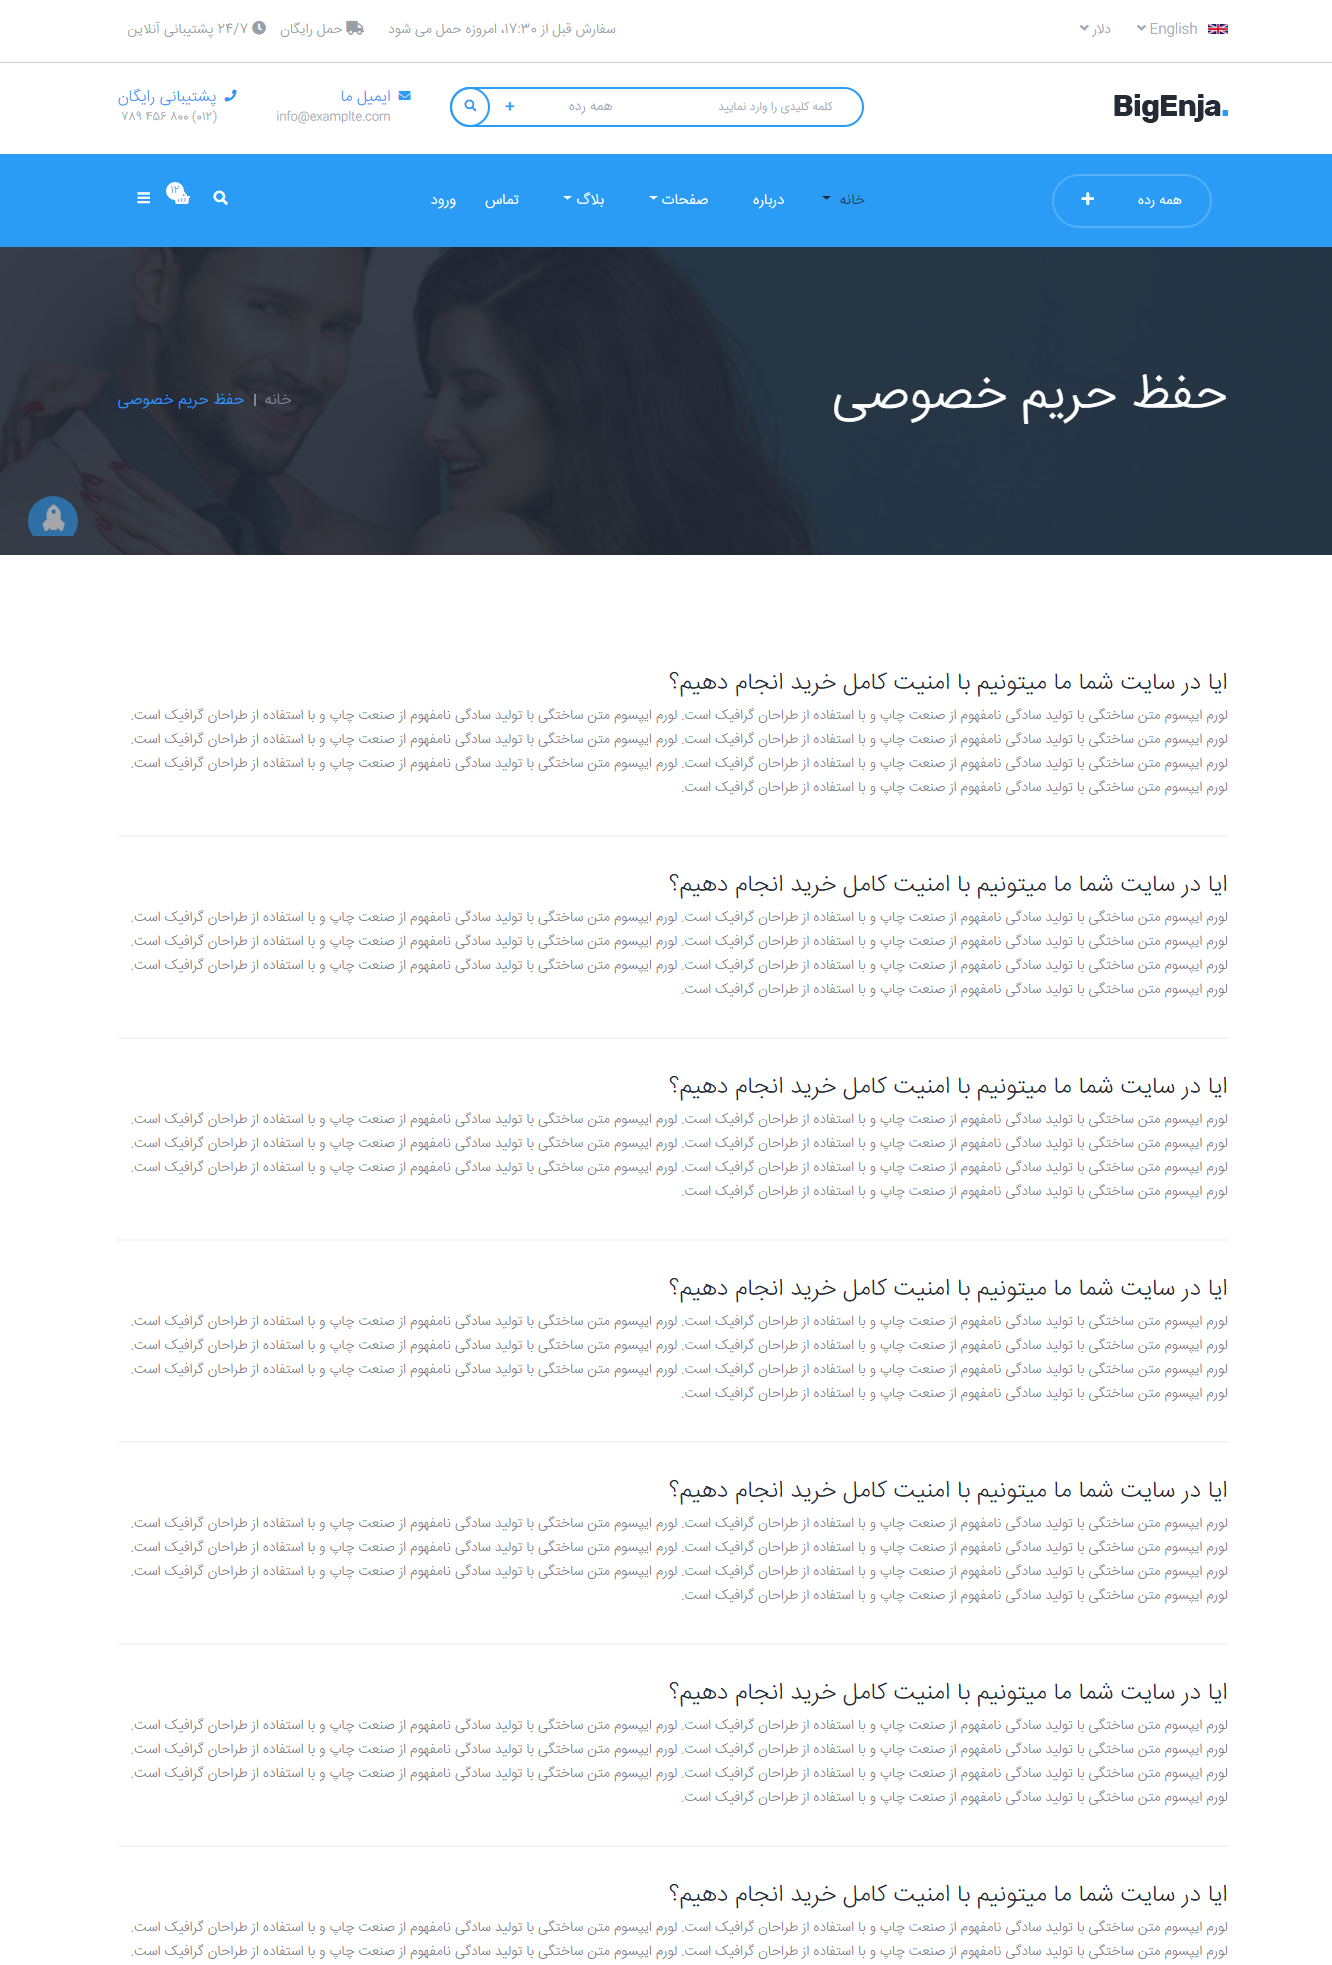 English دلار
سفارش قبل از ۱۷:۳۰، امروزه حمل می شود حمل رایگان ۲۴/۷ پشتیبانی آنلاین
BigEnja.
کلمه کلیدی را وارد نمایید همه رده
ایمیل ما
info@examplte.com
پشتیبانی رایگان
(۰۱۲) ۸۰۰ ۴۵۶ ۷۸۹
همه رده
خانه درباره صفحات بلاگ تماس ورود
۱۲
حفظ حریم خصوصی
خانه | حفظ حریم خصوصی
ایا در سایت شما ما میتونیم با امنیت کامل خرید انجام دهیم؟
لورم ایپسوم متن ساختگی با تولید سادگی نامفهوم از صنعت چاپ و با استفاده از طراحان گرافیک است. لورم ایپسوم متن ساختگی با تولید سادگی نامفهوم از صنعت چاپ و با استفاده از طراحان گرافیک است.
لورم ایپسوم متن ساختگی با تولید سادگی نامفهوم از صنعت چاپ و با استفاده از طراحان گرافیک است. لورم ایپسوم متن ساختگی با تولید سادگی نامفهوم از صنعت چاپ و با استفاده از طراحان گرافیک است.
لورم ایپسوم متن ساختگی با تولید سادگی نامفهوم از صنعت چاپ و با استفاده از طراحان گرافیک است. لورم ایپسوم متن ساختگی با تولید سادگی نامفهوم از صنعت چاپ و با استفاده از طراحان گرافیک است.
لورم ایپسوم متن ساختگی با تولید سادگی نامفهوم از صنعت چاپ و با استفاده از طراحان گرافیک است.
ایا در سایت شما ما میتونیم با امنیت کامل خرید انجام دهیم؟
لورم ایپسوم متن ساختگی با تولید سادگی نامفهوم از صنعت چاپ و با استفاده از طراحان گرافیک است. لورم ایپسوم متن ساختگی با تولید سادگی نامفهوم از صنعت چاپ و با استفاده از طراحان گرافیک است.
لورم ایپسوم متن ساختگی با تولید سادگی نامفهوم از صنعت چاپ و با استفاده از طراحان گرافیک است. لورم ایپسوم متن ساختگی با تولید سادگی نامفهوم از صنعت چاپ و با استفاده از طراحان گرافیک است.
لورم ایپسوم متن ساختگی با تولید سادگی نامفهوم از صنعت چاپ و با استفاده از طراحان گرافیک است. لورم ایپسوم متن ساختگی با تولید سادگی نامفهوم از صنعت چاپ و با استفاده از طراحان گرافیک است.
لورم ایپسوم متن ساختگی با تولید سادگی نامفهوم از صنعت چاپ و با استفاده از طراحان گرافیک است.
ایا در سایت شما ما میتونیم با امنیت کامل خرید انجام دهیم؟
لورم ایپسوم متن ساختگی با تولید سادگی نامفهوم از صنعت چاپ و با استفاده از طراحان گرافیک است. لورم ایپسوم متن ساختگی با تولید سادگی نامفهوم از صنعت چاپ و با استفاده از طراحان گرافیک است.
لورم ایپسوم متن ساختگی با تولید سادگی نامفهوم از صنعت چاپ و با استفاده از طراحان گرافیک است. لورم ایپسوم متن ساختگی با تولید سادگی نامفهوم از صنعت چاپ و با استفاده از طراحان گرافیک است.
لورم ایپسوم متن ساختگی با تولید سادگی نامفهوم از صنعت چاپ و با استفاده از طراحان گرافیک است. لورم ایپسوم متن ساختگی با تولید سادگی نامفهوم از صنعت چاپ و با استفاده از طراحان گرافیک است.
لورم ایپسوم متن ساختگی با تولید سادگی نامفهوم از صنعت چاپ و با استفاده از طراحان گرافیک است.
ایا در سایت شما ما میتونیم با امنیت کامل خرید انجام دهیم؟
لورم ایپسوم متن ساختگی با تولید سادگی نامفهوم از صنعت چاپ و با استفاده از طراحان گرافیک است. لورم ایپسوم متن ساختگی با تولید سادگی نامفهوم از صنعت چاپ و با استفاده از طراحان گرافیک است.
لورم ایپسوم متن ساختگی با تولید سادگی نامفهوم از صنعت چاپ و با استفاده از طراحان گرافیک است. لورم ایپسوم متن ساختگی با تولید سادگی نامفهوم از صنعت چاپ و با استفاده از طراحان گرافیک است.
لورم ایپسوم متن ساختگی با تولید سادگی نامفهوم از صنعت چاپ و با استفاده از طراحان گرافیک است. لورم ایپسوم متن ساختگی با تولید سادگی نامفهوم از صنعت چاپ و با استفاده از طراحان گرافیک است.
لورم ایپسوم متن ساختگی با تولید سادگی نامفهوم از صنعت چاپ و با استفاده از طراحان گرافیک است.
ایا در سایت شما ما میتونیم با امنیت کامل خرید انجام دهیم؟
لورم ایپسوم متن ساختگی با تولید سادگی نامفهوم از صنعت چاپ و با استفاده از طراحان گرافیک است. لورم ایپسوم متن ساختگی با تولید سادگی نامفهوم از صنعت چاپ و با استفاده از طراحان گرافیک است.
لورم ایپسوم متن ساختگی با تولید سادگی نامفهوم از صنعت چاپ و با استفاده از طراحان گرافیک است. لورم ایپسوم متن ساختگی با تولید سادگی نامفهوم از صنعت چاپ و با استفاده از طراحان گرافیک است.
لورم ایپسوم متن ساختگی با تولید سادگی نامفهوم از صنعت چاپ و با استفاده از طراحان گرافیک است. لورم ایپسوم متن ساختگی با تولید سادگی نامفهوم از صنعت چاپ و با استفاده از طراحان گرافیک است.
لورم ایپسوم متن ساختگی با تولید سادگی نامفهوم از صنعت چاپ و با استفاده از طراحان گرافیک است.
ایا در سایت شما ما میتونیم با امنیت کامل خرید انجام دهیم؟
لورم ایپسوم متن ساختگی با تولید سادگی نامفهوم از صنعت چاپ و با استفاده از طراحان گرافیک است. لورم ایپسوم متن ساختگی با تولید سادگی نامفهوم از صنعت چاپ و با استفاده از طراحان گرافیک است.
لورم ایپسوم متن ساختگی با تولید سادگی نامفهوم از صنعت چاپ و با استفاده از طراحان گرافیک است. لورم ایپسوم متن ساختگی با تولید سادگی نامفهوم از صنعت چاپ و با استفاده از طراحان گرافیک است.
لورم ایپسوم متن ساختگی با تولید سادگی نامفهوم از صنعت چاپ و با استفاده از طراحان گرافیک است. لورم ایپسوم متن ساختگی با تولید سادگی نامفهوم از صنعت چاپ و با استفاده از طراحان گرافیک است.
لورم ایپسوم متن ساختگی با تولید سادگی نامفهوم از صنعت چاپ و با استفاده از طراحان گرافیک است.
ایا در سایت شما ما میتونیم با امنیت کامل خرید انجام دهیم؟
لورم ایپسوم متن ساختگی با تولید سادگی نامفهوم از صنعت چاپ و با استفاده از طراحان گرافیک است. لورم ایپسوم متن ساختگی با تولید سادگی نامفهوم از صنعت چاپ و با استفاده از طراحان گرافیک است.
لورم ایپسوم متن ساختگی با تولید سادگی نامفهوم از صنعت چاپ و با استفاده از طراحان گرافیک است. لورم ایپسوم متن ساختگی با تولید سادگی نامفهوم از صنعت چاپ و با استفاده از طراحان گرافیک است.